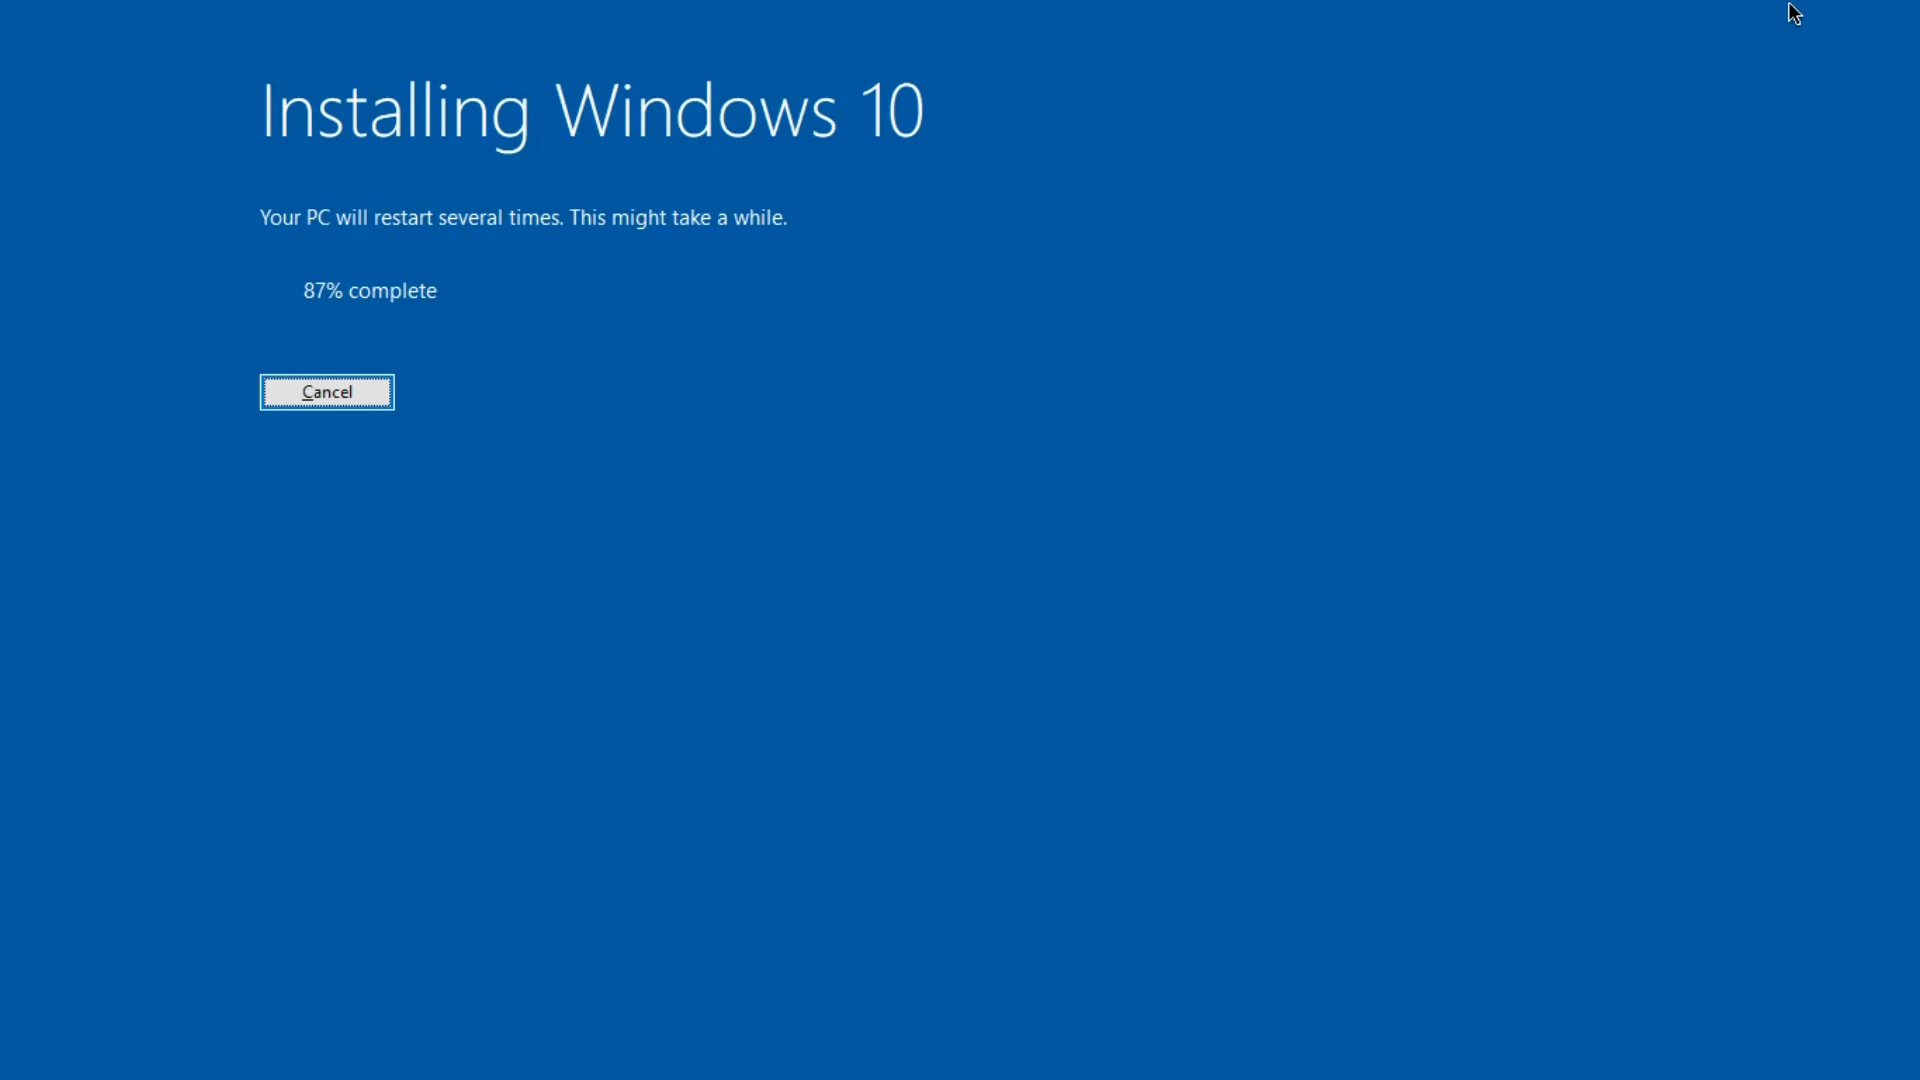 Installing Windows 10
Your PC will restart several times. This might take a while.
87% complete
Cancel